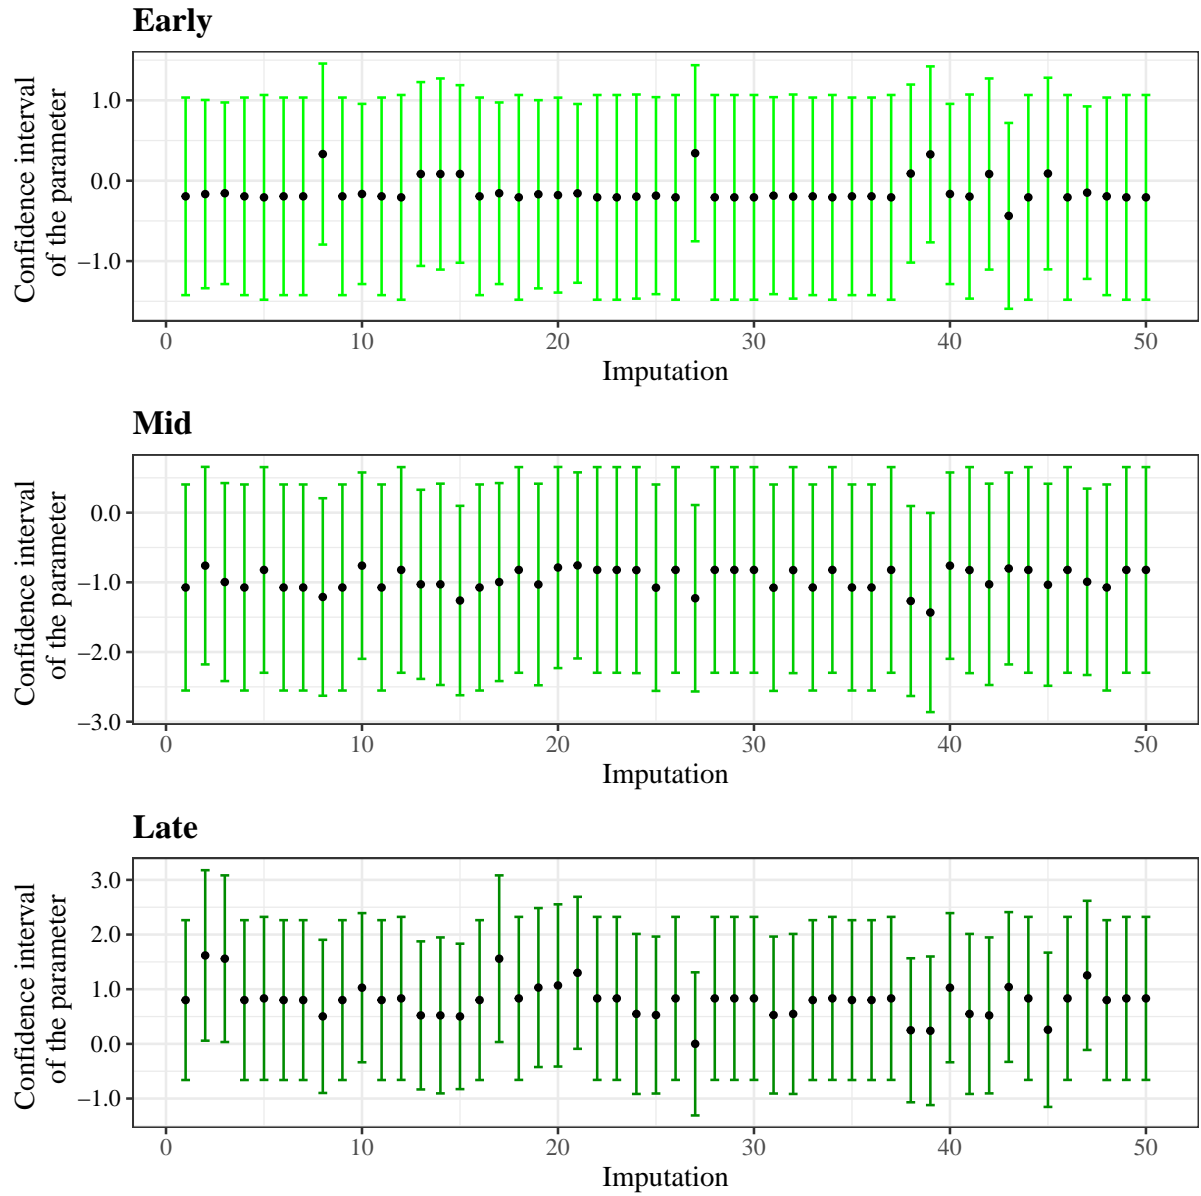 Early
Confidence interval
of the parameter
1.0
0.0
−1.0
0 10 20 30 40 50
Imputation
Mid
Confidence interval
of the parameter
0.0
−1.0
−2.0
−3.0
0 10 20 30 40 50
Imputation
Late
Confidence interval
of the parameter
3.0
2.0
1.0
0.0
−1.0
0 10 20 30 40 50
Imputation